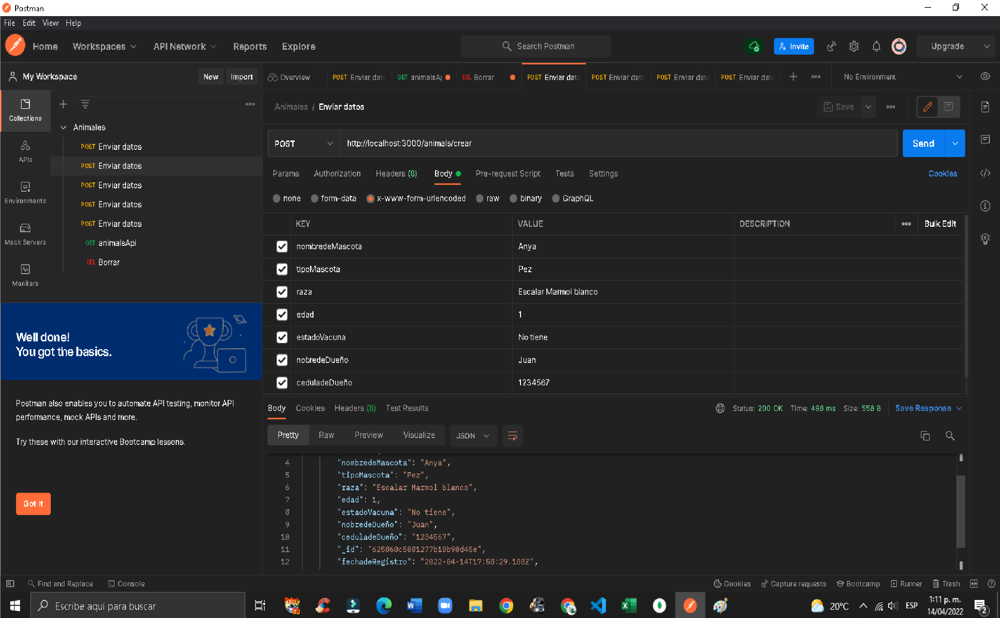 Postman
File Edit View Help
Home Workspaces API Network Reports Explore Search Postman Invite Upgrade
My Workspace New Import
Overview POST Enviar dat GET animalsA DEL Borrar POST Enviar dat POST Enviar dat POST Enviar dat POST Enviar dat No Environment
Collections
APIs
Environments
Mock Servers
Monitors
Animales
POST Enviar datos
POST Enviar datos
POST Enviar datos
POST Enviar datos
POST Enviar datos
GET animalsApi
DEL Borrar
Well done!
You got the basics.
Postman also enables you to automate API testing, monitor API
performance, mock APIs and more.
Try these with our interactive Bootcamp lessons.
Got it
Animales / Enviar datos Save
POST http://localhost:3000/animals/crear Send
Params Authorization Headers (8) Body Pre-request Script Tests Settings Cookies
none form-data x-www-form-urlencoded raw binary GraphQL
KEY VALUE DESCRIPTION Bulk Edit
nombredeMascota Anya
tipoMascota Pez
raza Escalar Marmol blanco
edad 1
estadoVacuna No tiene
nobredeDueño Juan
ceduladeDueño 1234567
Body Cookies Headers (8) Test Results Status: 200 OK Time: 498 ms Size: 558 B Save Response
Pretty Raw Preview Visualize JSON
4 "nombredeMascota": "Anya",
5 "tipoMascota": "Pez",
6 "raza": "Escalar Marmol blanco",
7 "edad": 1,
8 "estadoVacuna": "No tiene",
9 "nobredeDueño": "Juan",
10 "ceduladeDueño": "1234567",
11 "_id": "625860c5081277b10b90d45e",
12 "fechadeRegistro": "2022-04-14T17:58:29.188Z",
Find and Replace Console Cookies Capture requests Bootcamp Runner Trash
Escribe aquí para buscar 20°C ESP 1:11 p. m.
14/04/2022 2